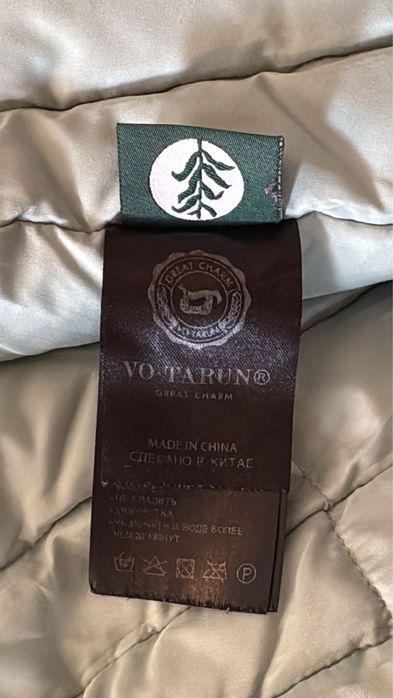 GREAT CHARM
VO-TARUN
VO-TARUN®
GREAT CHARM
MADE IN CHINA
СДЕЛАНО В КИТАЕ
НЕ ГЛАДИТЬ
В ВОДЕ БОЛЕЕ
ЧЕМ 20 МИНУТ
P